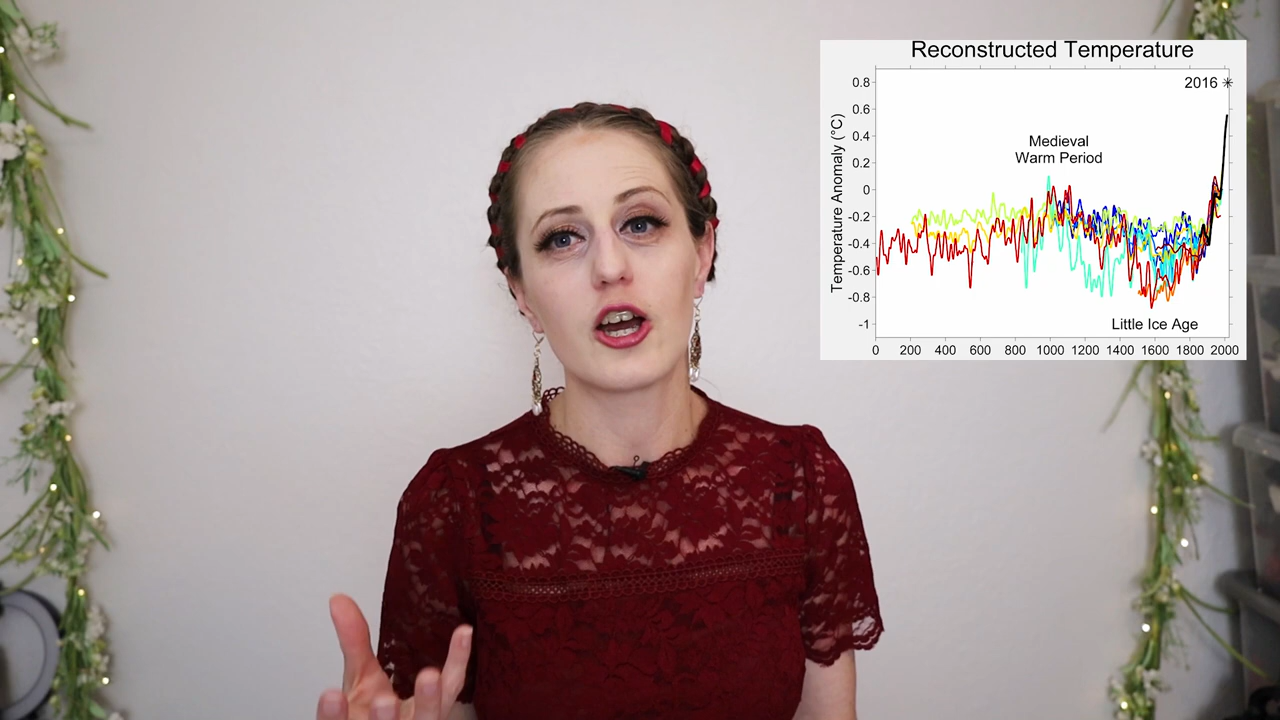 Reconstructed Temperature
2016
0.8
0.6
0.4
0.2
0
-0.2
-0.4
-0.6
-0.8
-1
Temperature Anomaly (°C)
Medieval
Warm Period
Little Ice Age
0 200 400 600 800 1000 1200 1400 1600 1800 2000